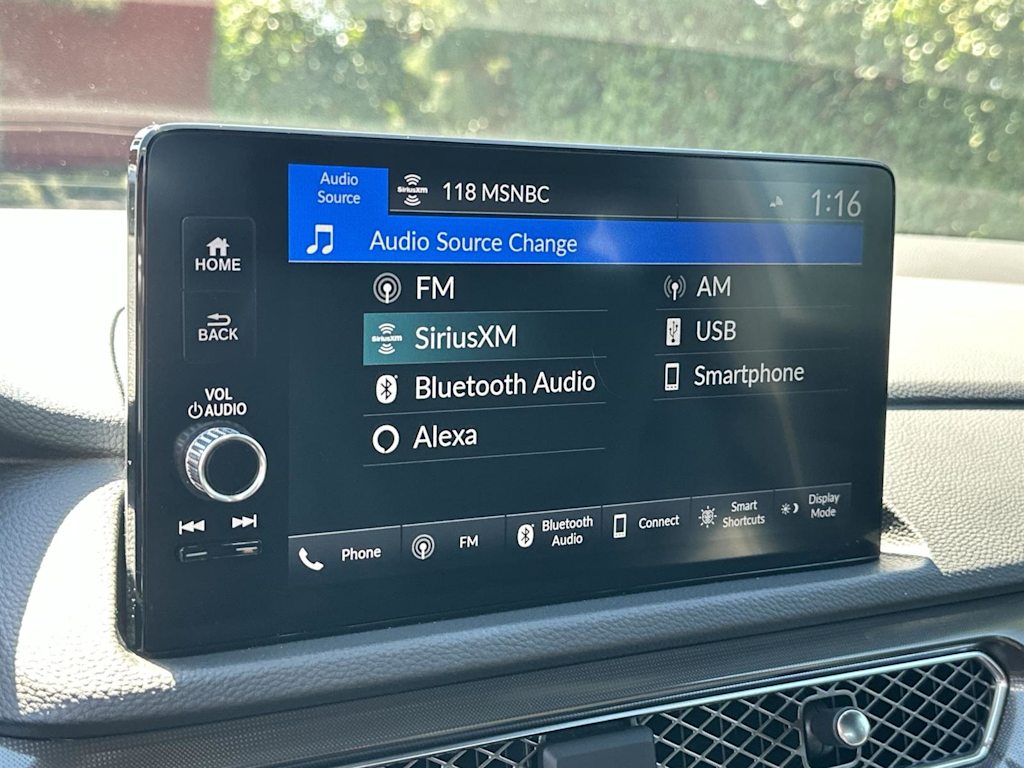 Audio
Source
SiriusXM
118 MSNBC
1:16
Audio Source Change
HOME
BACK
VOL
AUDIO
FM
AM
SiriusXM
SiriusXM
USB
Bluetooth Audio
Smartphone
Alexa
Phone
FM
Bluetooth
Audio
Connect
Smart
Shortcuts
Display
Mode